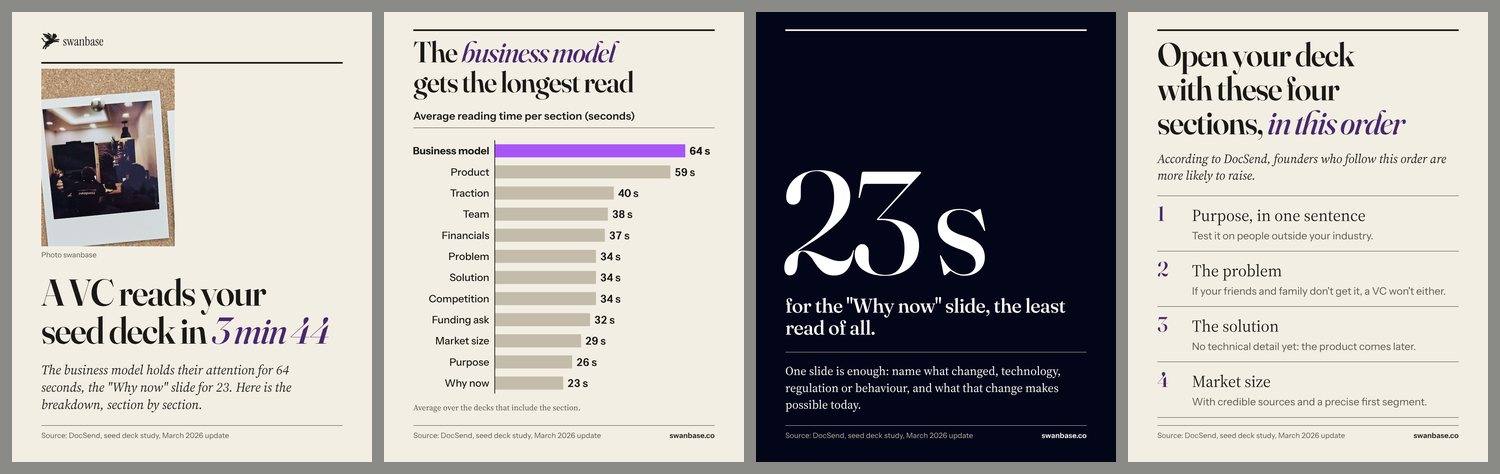 swanbase
Photo swanbase
A VC reads your
seed deck in 3 min 44
The business model holds their attention for 64
seconds, the "Why now" slide for 23. Here is the
breakdown, section by section.
Source: DocSend, seed deck study, March 2026 update
The business model
gets the longest read
Average reading time per section (seconds)
Business model 64 s
Product 59 s
Traction 40 s
Team 38 s
Financials 37 s
Problem 34 s
Solution 34 s
Competition 34 s
Funding ask 32 s
Market size 29 s
Purpose 26 s
Why now 23 s
Average over the decks that include the section.
Source: DocSend, seed deck study, March 2026 update swanbase.co
23 s
for the "Why now" slide, the least
read of all.
One slide is enough: name what changed, technology,
regulation or behaviour, and what that change makes
possible today.
Source: DocSend, seed deck study, March 2026 update swanbase.co
Open your deck
with these four
sections, in this order
According to DocSend, founders who follow this order are
more likely to raise.
1 Purpose, in one sentence
Test it on people outside your industry.
2 The problem
If your friends and family don't get it, a VC won't either.
3 The solution
No technical detail yet: the product comes later.
4 Market size
With credible sources and a precise first segment.
Source: DocSend, seed deck study, March 2026 update swanbase.co